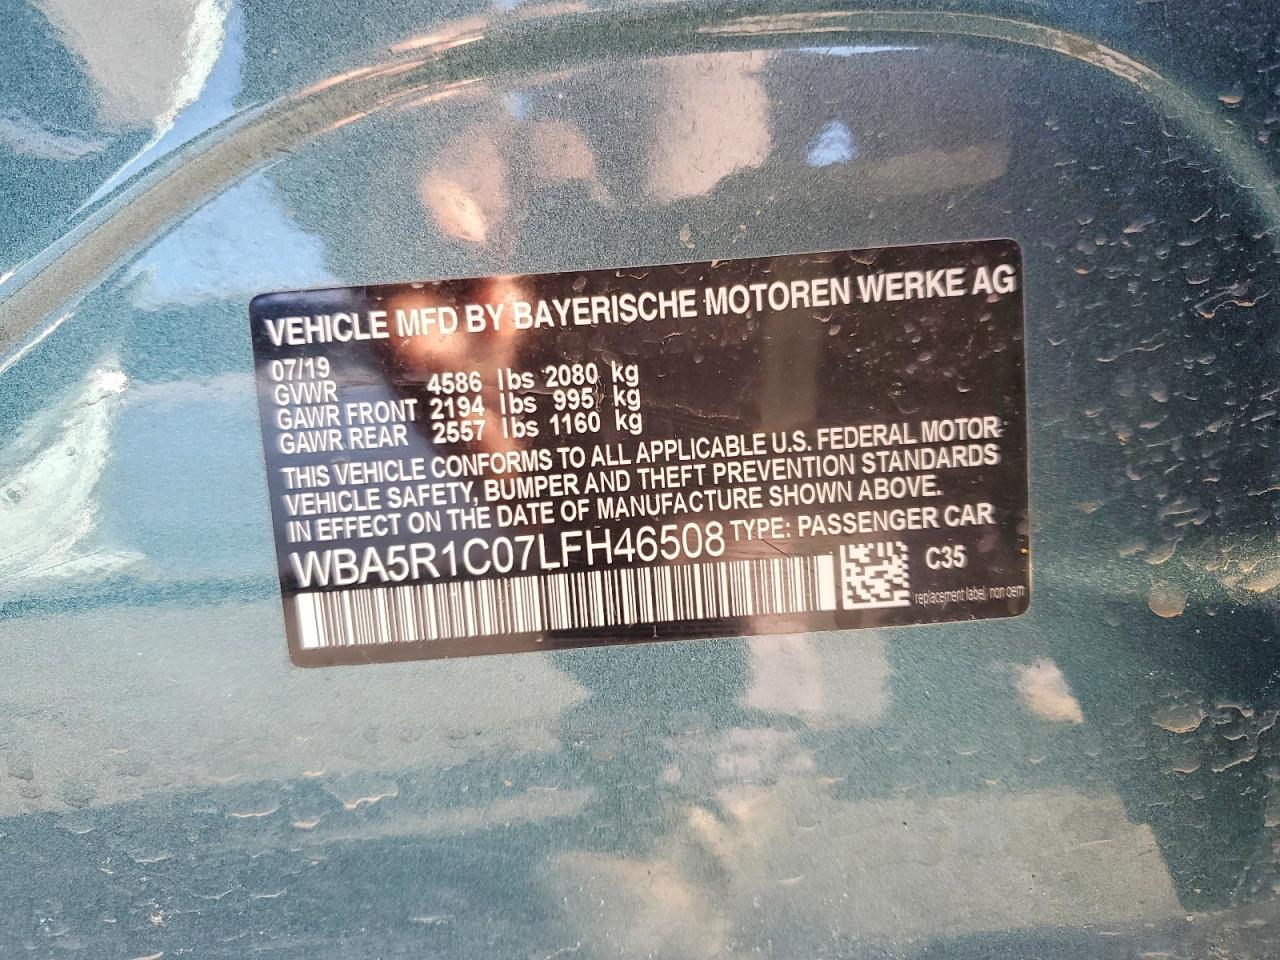 VEHICLE MFD BY BAYERISCHE MOTOREN WERKE AG
07/19
GVWR 4586 lbs 2080 kg
GAWR FRONT 2194 lbs 995 kg
GAWR REAR 2557 lbs 1160 kg
THIS VEHICLE CONFORMS TO ALL APPLICABLE U.S. FEDERAL MOTOR
VEHICLE SAFETY, BUMPER AND THEFT PREVENTION STANDARDS
IN EFFECT ON THE DATE OF MANUFACTURE SHOWN ABOVE.
WBA5R1C07LFH46508 TYPE: PASSENGER CAR
C35
replacement label, non oem